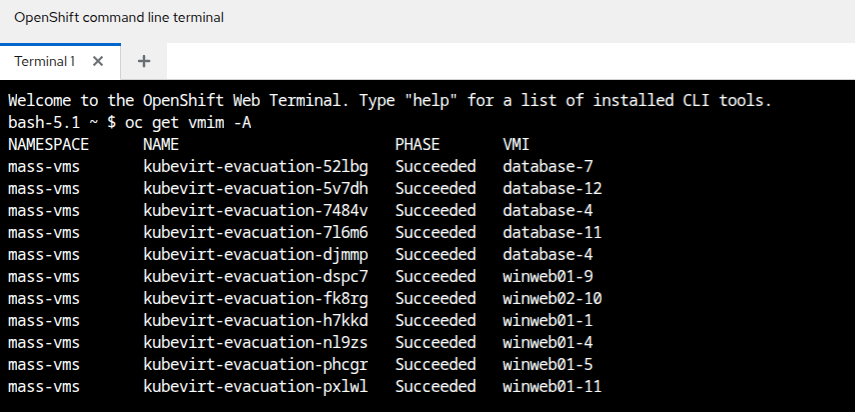 OpenShift command line terminal
Terminal 1
Welcome to the OpenShift Web Terminal. Type "help" for a list of installed CLI tools.
bash-5.1 ~ $ oc get vmim -A
NAMESPACE      NAME                        PHASE       VMI
mass-vms       kubevirt-evacuation-52lbg   Succeeded   database-7
mass-vms       kubevirt-evacuation-5v7dh   Succeeded   database-12
mass-vms       kubevirt-evacuation-7484v   Succeeded   database-4
mass-vms       kubevirt-evacuation-7l6m6   Succeeded   database-11
mass-vms       kubevirt-evacuation-djmmp   Succeeded   database-4
mass-vms       kubevirt-evacuation-dspc7   Succeeded   winweb01-9
mass-vms       kubevirt-evacuation-fk8rg   Succeeded   winweb02-10
mass-vms       kubevirt-evacuation-h7kkd   Succeeded   winweb01-1
mass-vms       kubevirt-evacuation-nl9zs   Succeeded   winweb01-4
mass-vms       kubevirt-evacuation-phcgr   Succeeded   winweb01-5
mass-vms       kubevirt-evacuation-pxlwl   Succeeded   winweb01-11